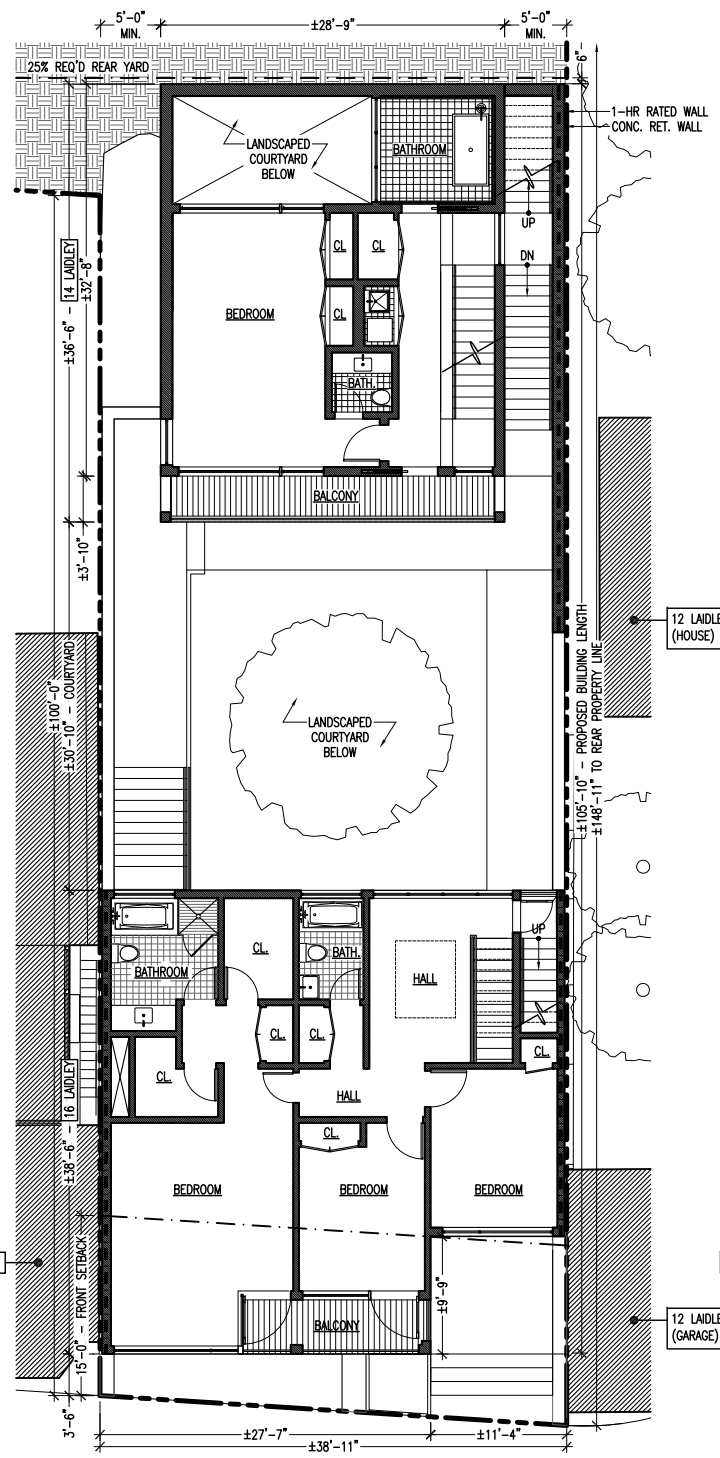 5'-0"
MIN.
±28'-9"
5'-0"
MIN.
25% REQ'D REAR YARD
1-HR RATED WALL
CONC. RET. WALL
LANDSCAPED
COURTYARD
BELOW
BATHROOM
UP
DN
14 LAIDLEY
±36'-6" -
±32'-8"
CL
CL
CL
BEDROOM
BATH.
BALCONY
±3'-10"
12 LAIDLE
(HOUSE)
±100'-0"
±30'-10" - COURTYARD
±105'-10" - PROPOSED BUILDING LENGTH
±148'-11" TO REAR PROPERTY LINE
LANDSCAPED
COURTYARD
BELOW
UP
CL.
BATH.
BATHROOM
HALL
CL.
CL.
CL.
CL.
HALL
16 LAIDLEY
±38'-6" -
CL.
BEDROOM
BEDROOM
BEDROOM
15'-0" - FRONT SETBACK
±9'-9"
BALCONY
12 LAIDLE
(GARAGE)
3'-6"
±27'-7"
±11'-4"
±38'-11"